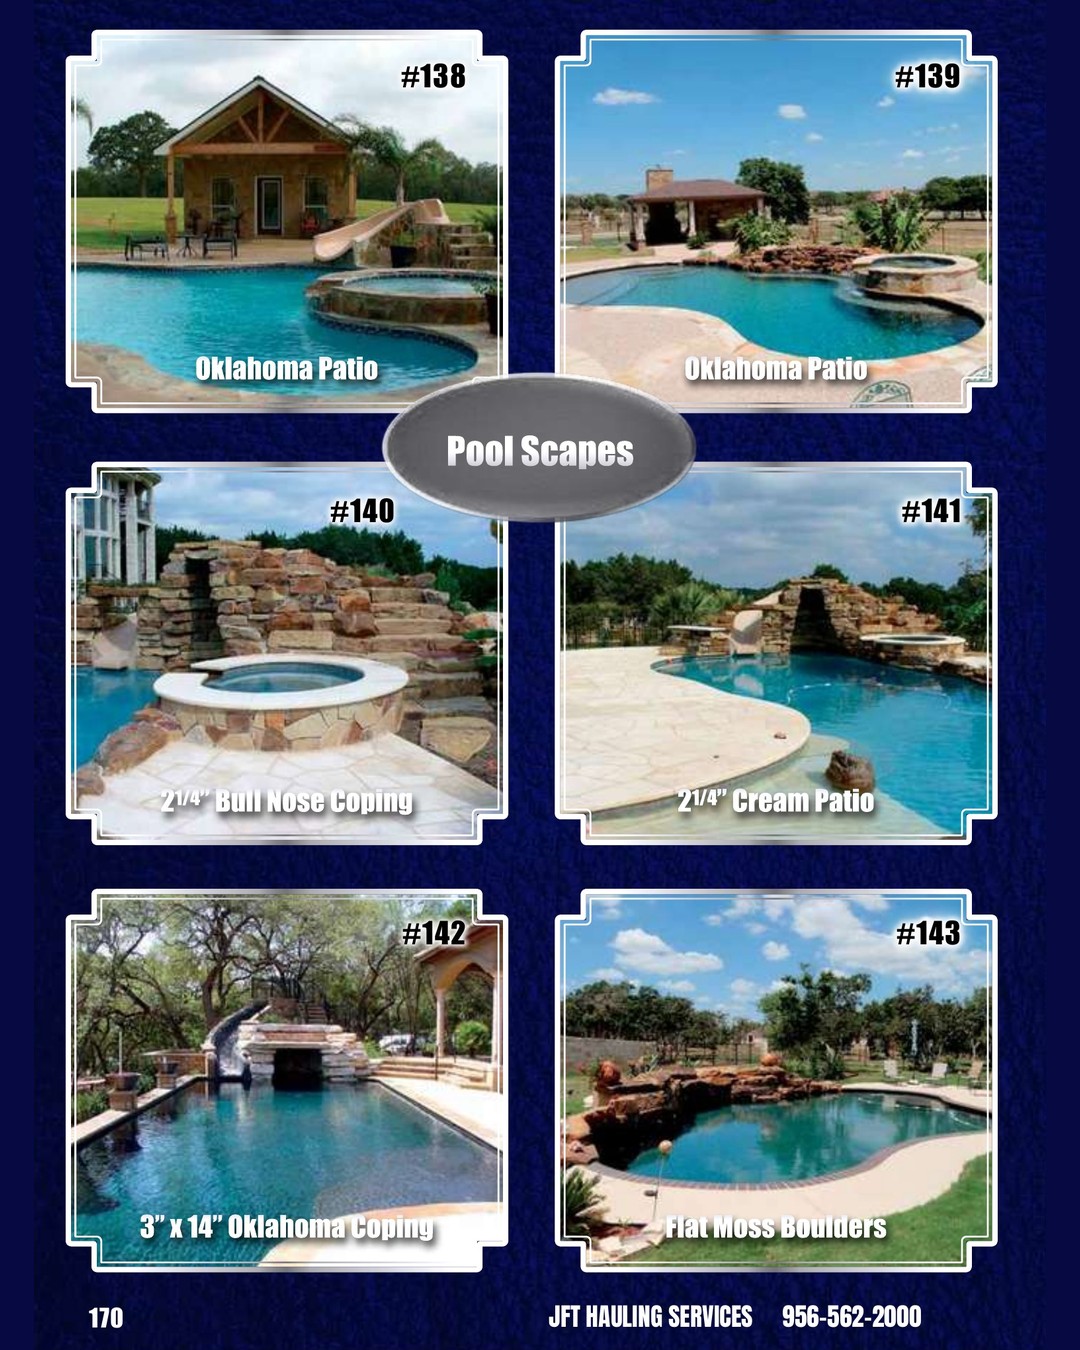 #138
Oklahoma Patio
#139
Oklahoma Patio
Pool Scapes
#140
2 1/4” Bull Nose Coping
#141
2 1/4” Cream Patio
#142
3” x 14” Oklahoma Coping
#143
Flat Moss Boulders
170
JFT HAULING SERVICES 956-562-2000